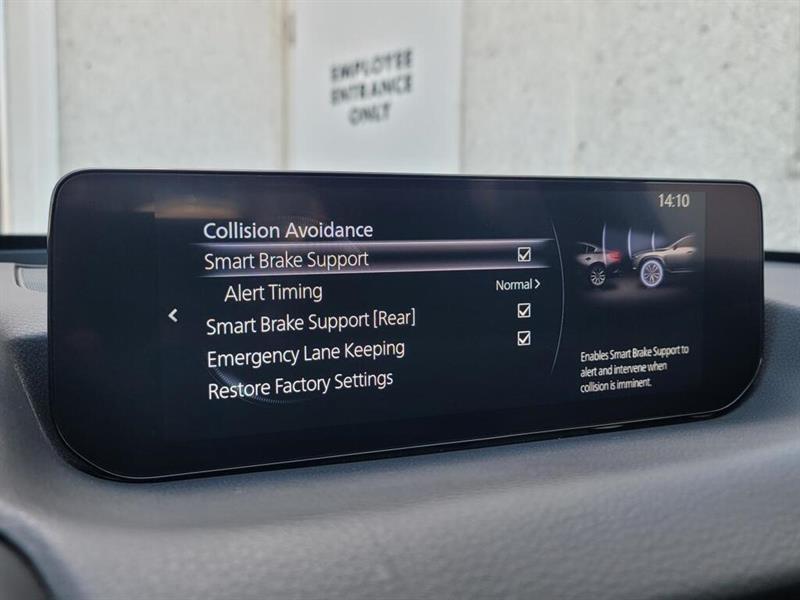 EMPLOYEE
ENTRANCE
ONLY
14:10
Collision Avoidance
Smart Brake Support
Alert Timing Normal
Smart Brake Support [Rear]
Emergency Lane Keeping
Restore Factory Settings
Enables Smart Brake Support to
alert and intervene when
collision is imminent.